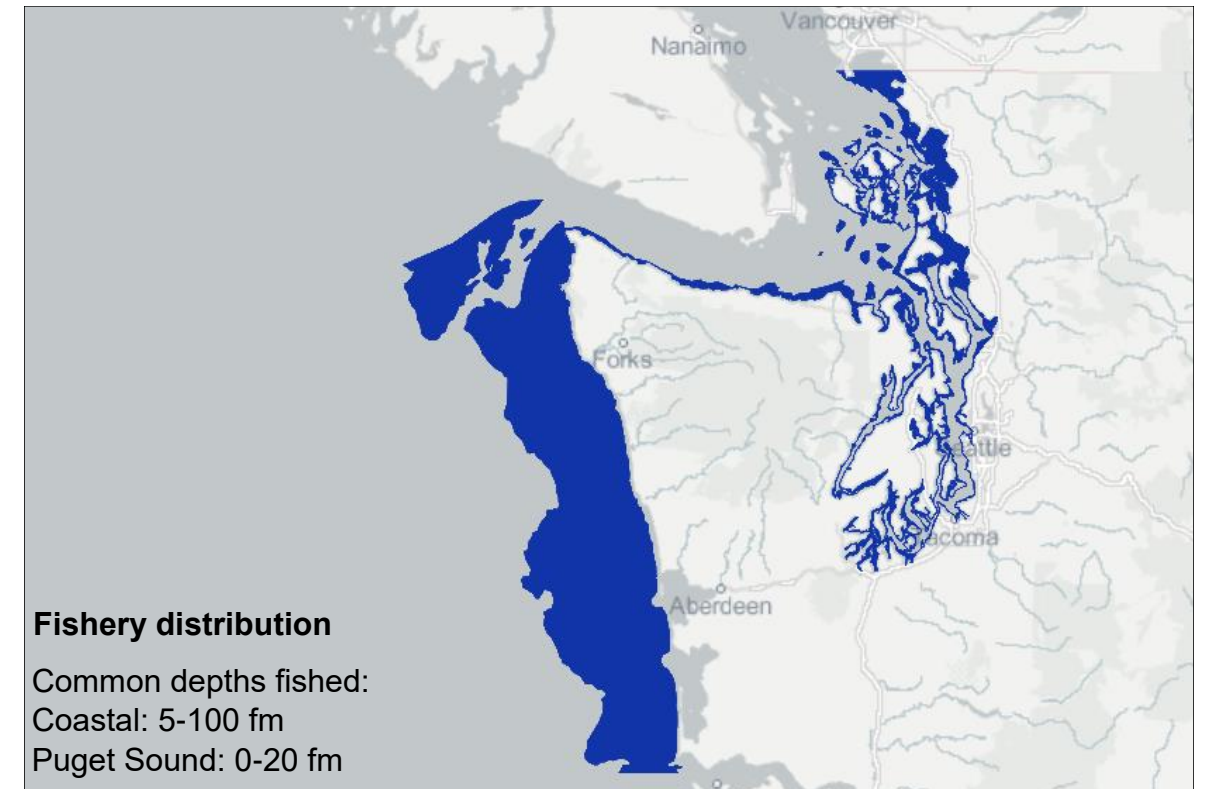 Vancouver
Nanaimo
Forks
Seattle
Tacoma
Aberdeen
Fishery distribution
Common depths fished:
Coastal: 5-100 fm
Puget Sound: 0-20 fm